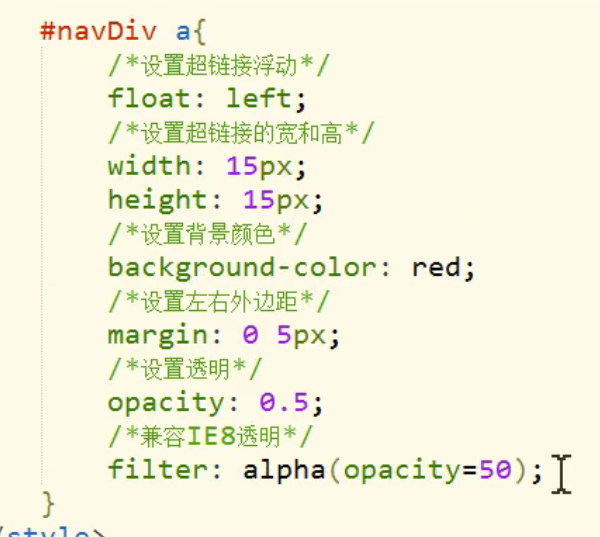 #navDiv a{
/*设置超链接浮动*/
float: left;
/*设置超链接的宽和高*/
width: 15px;
height: 15px;
/*设置背景颜色*/
background-color: red;
/*设置左右外边距*/
margin: 0 5px;
/*设置透明*/
opacity: 0.5;
/*兼容IE8透明*/
filter: alpha(opacity=50);
}
/style>